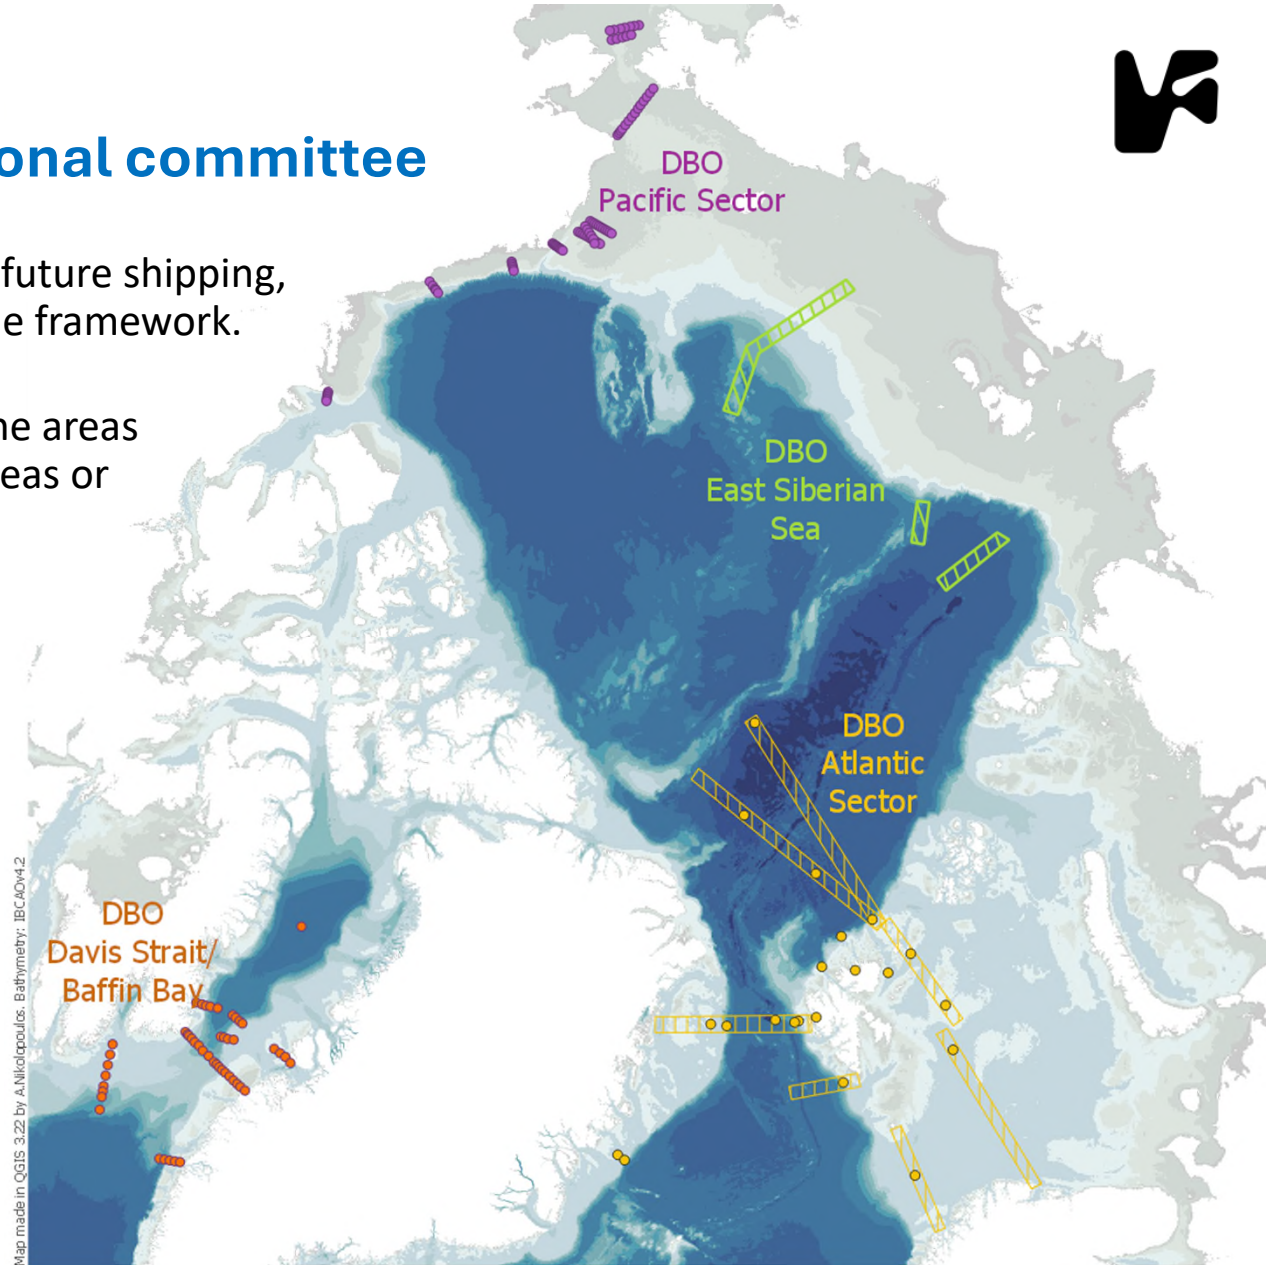 onal committee
future shipping,
e framework.
ne areas
eas or
DBO
Pacific Sector
DBO
East Siberian
Sea
DBO
Atlantic
Sector
DBO
Davis Strait/
Baffin Bay
Map made in QGIS 3.22 by A.Nikolopoulos. Bathymetry: IBCAOv4.2